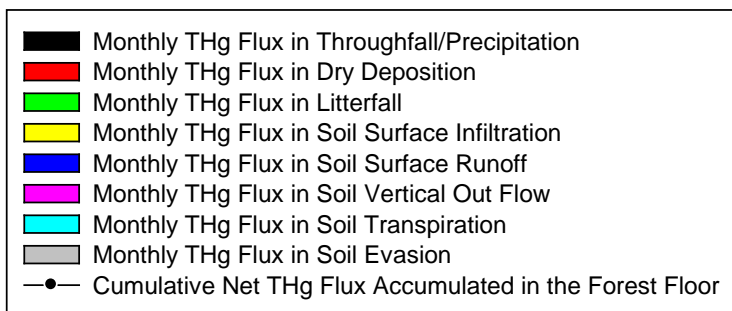 Monthly THg Flux in Throughfall/Precipitation
Monthly THg Flux in Dry Deposition
Monthly THg Flux in Litterfall
Monthly THg Flux in Soil Surface Infiltration
Monthly THg Flux in Soil Surface Runoff
Monthly THg Flux in Soil Vertical Out Flow
Monthly THg Flux in Soil Transpiration
Monthly THg Flux in Soil Evasion
Cumulative Net THg Flux Accumulated in the Forest Floor